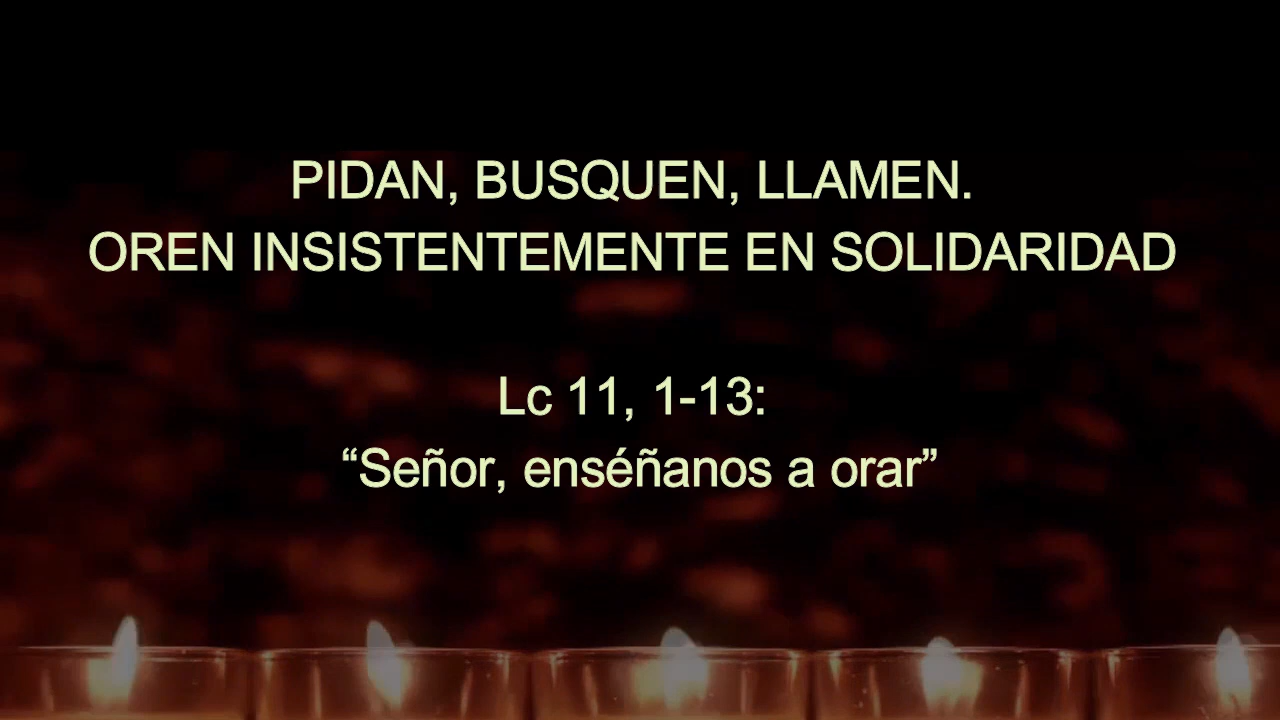 PIDAN, BUSQUEN, LLAMEN.
OREN INSISTENTEMENTE EN SOLIDARIDAD
Lc 11, 1-13:
“Señor, enséñanos a orar”